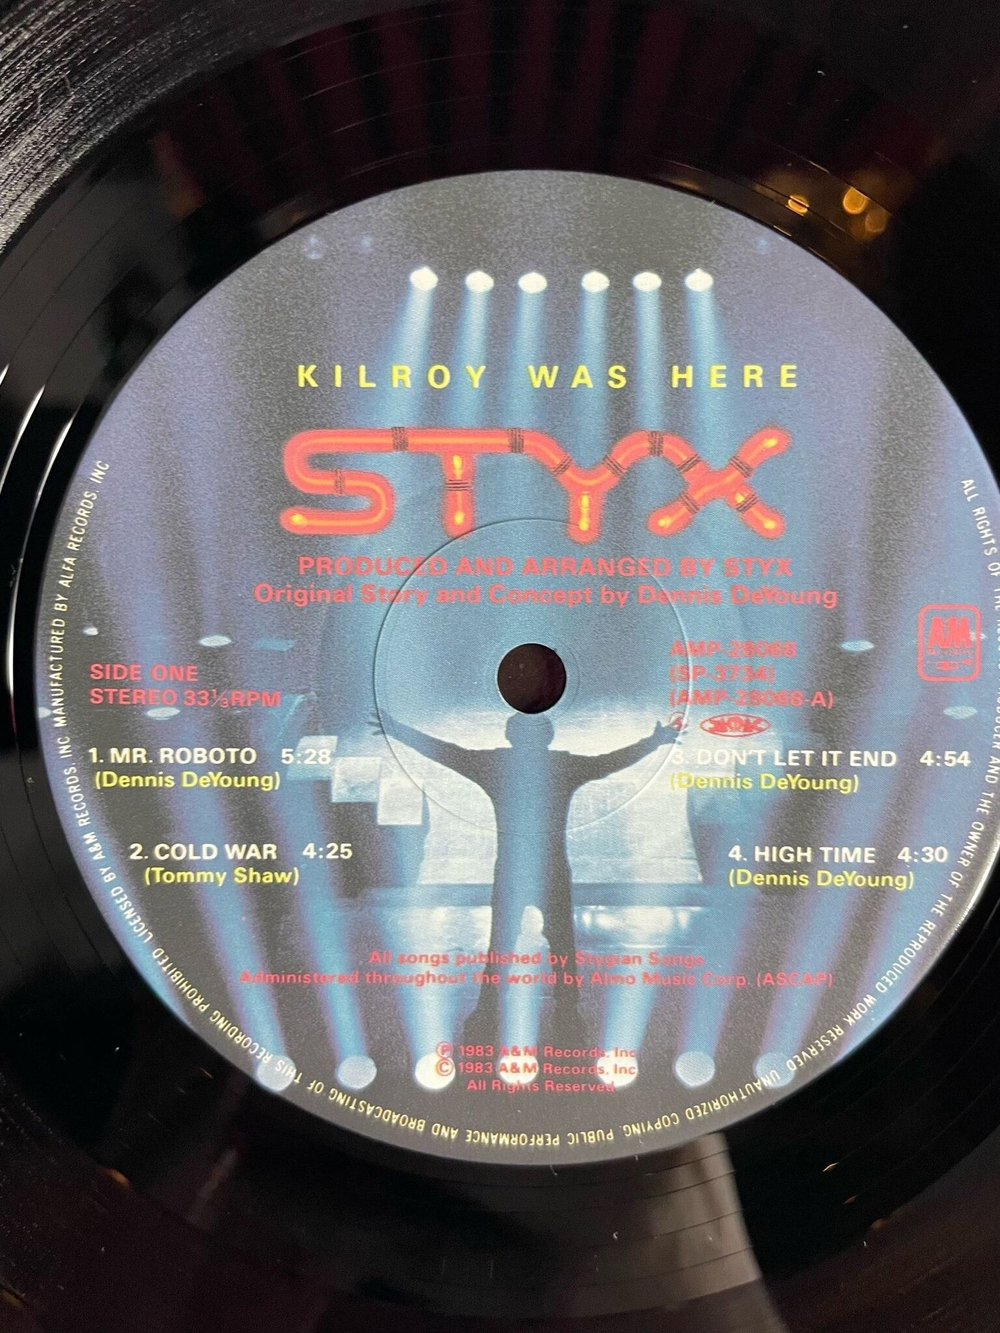 KILROY WAS HERE
STYX
PRODUCED AND ARRANGED BY STYX
Original Story and Concept by Dennis DeYoung
SIDE ONE
STEREO 33⅓RPM
AMP-28068
(SP-3734)
(AMP-28068-A)
A&M
RECORDS
1. MR. ROBOTO 5:28
(Dennis DeYoung)
2. COLD WAR 4:25
(Tommy Shaw)
3. DON'T LET IT END 4:54
(Dennis DeYoung)
4. HIGH TIME 4:30
(Dennis DeYoung)
All songs published by Stygian Songs
Administered throughout the world by Almo Music Corp. (ASCAP)
Ⓟ 1983 A&M Records, Inc
© 1983 A&M Records, Inc
All Rights Reserved
ALL RIGHTS OF THE PRODUCER AND THE OWNER OF THE REPRODUCED WORK RESERVED UNAUTHORIZED COPYING. PUBLIC PERFORMANCE AND BROADCASTING OF THIS RECORDING PROHIBITED LICENSED BY A&M RECORDS. INC MANUFACTURED BY ALFA RECORDS. INC